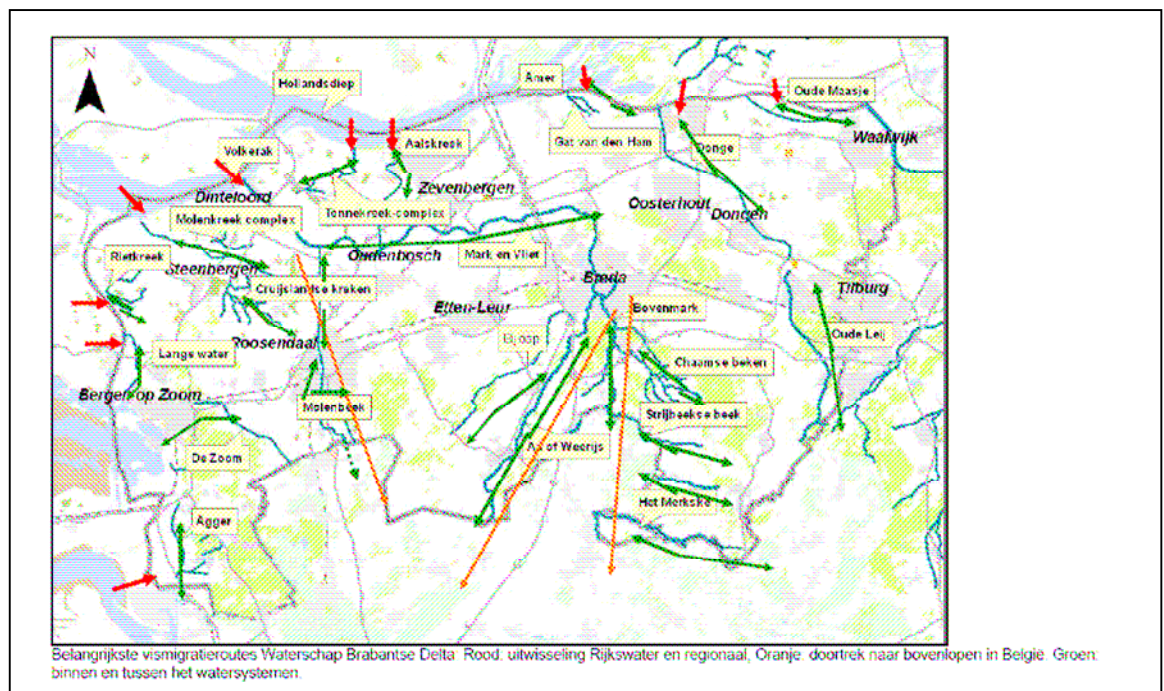 N
Hollandsdiep
Amer
Oude Maasje
Waalwijk
Gat van den Ham
Donge
Volkerak
Aalskreek
Zevenbergen
Dinteloord
Tonnekreek-complex
Molenkreek complex
Oosterhout
Dongen
Rietkreek
Steenbergen
Oudenbosch
Mark en Vliet
Cruijslandse kreken
Breda
Tilburg
Etten-Leur
Bovenmark
Oude Leij
Roosendaal
Bijloop
Langs water
Chaamse beken
Bergen op Zoom
Molenbeek
Strijbeekse beek
Aa of Weerijs
De Zoom
Het Merkske
Agger
Belangrijkste vismigratieroutes Waterschap Brabantse Delta. Rood: uitwisseling Rijkswater en regionaal, Oranje: doortrek naar bovenlopen in België. Groen:
binnen en tussen het watersystemen.